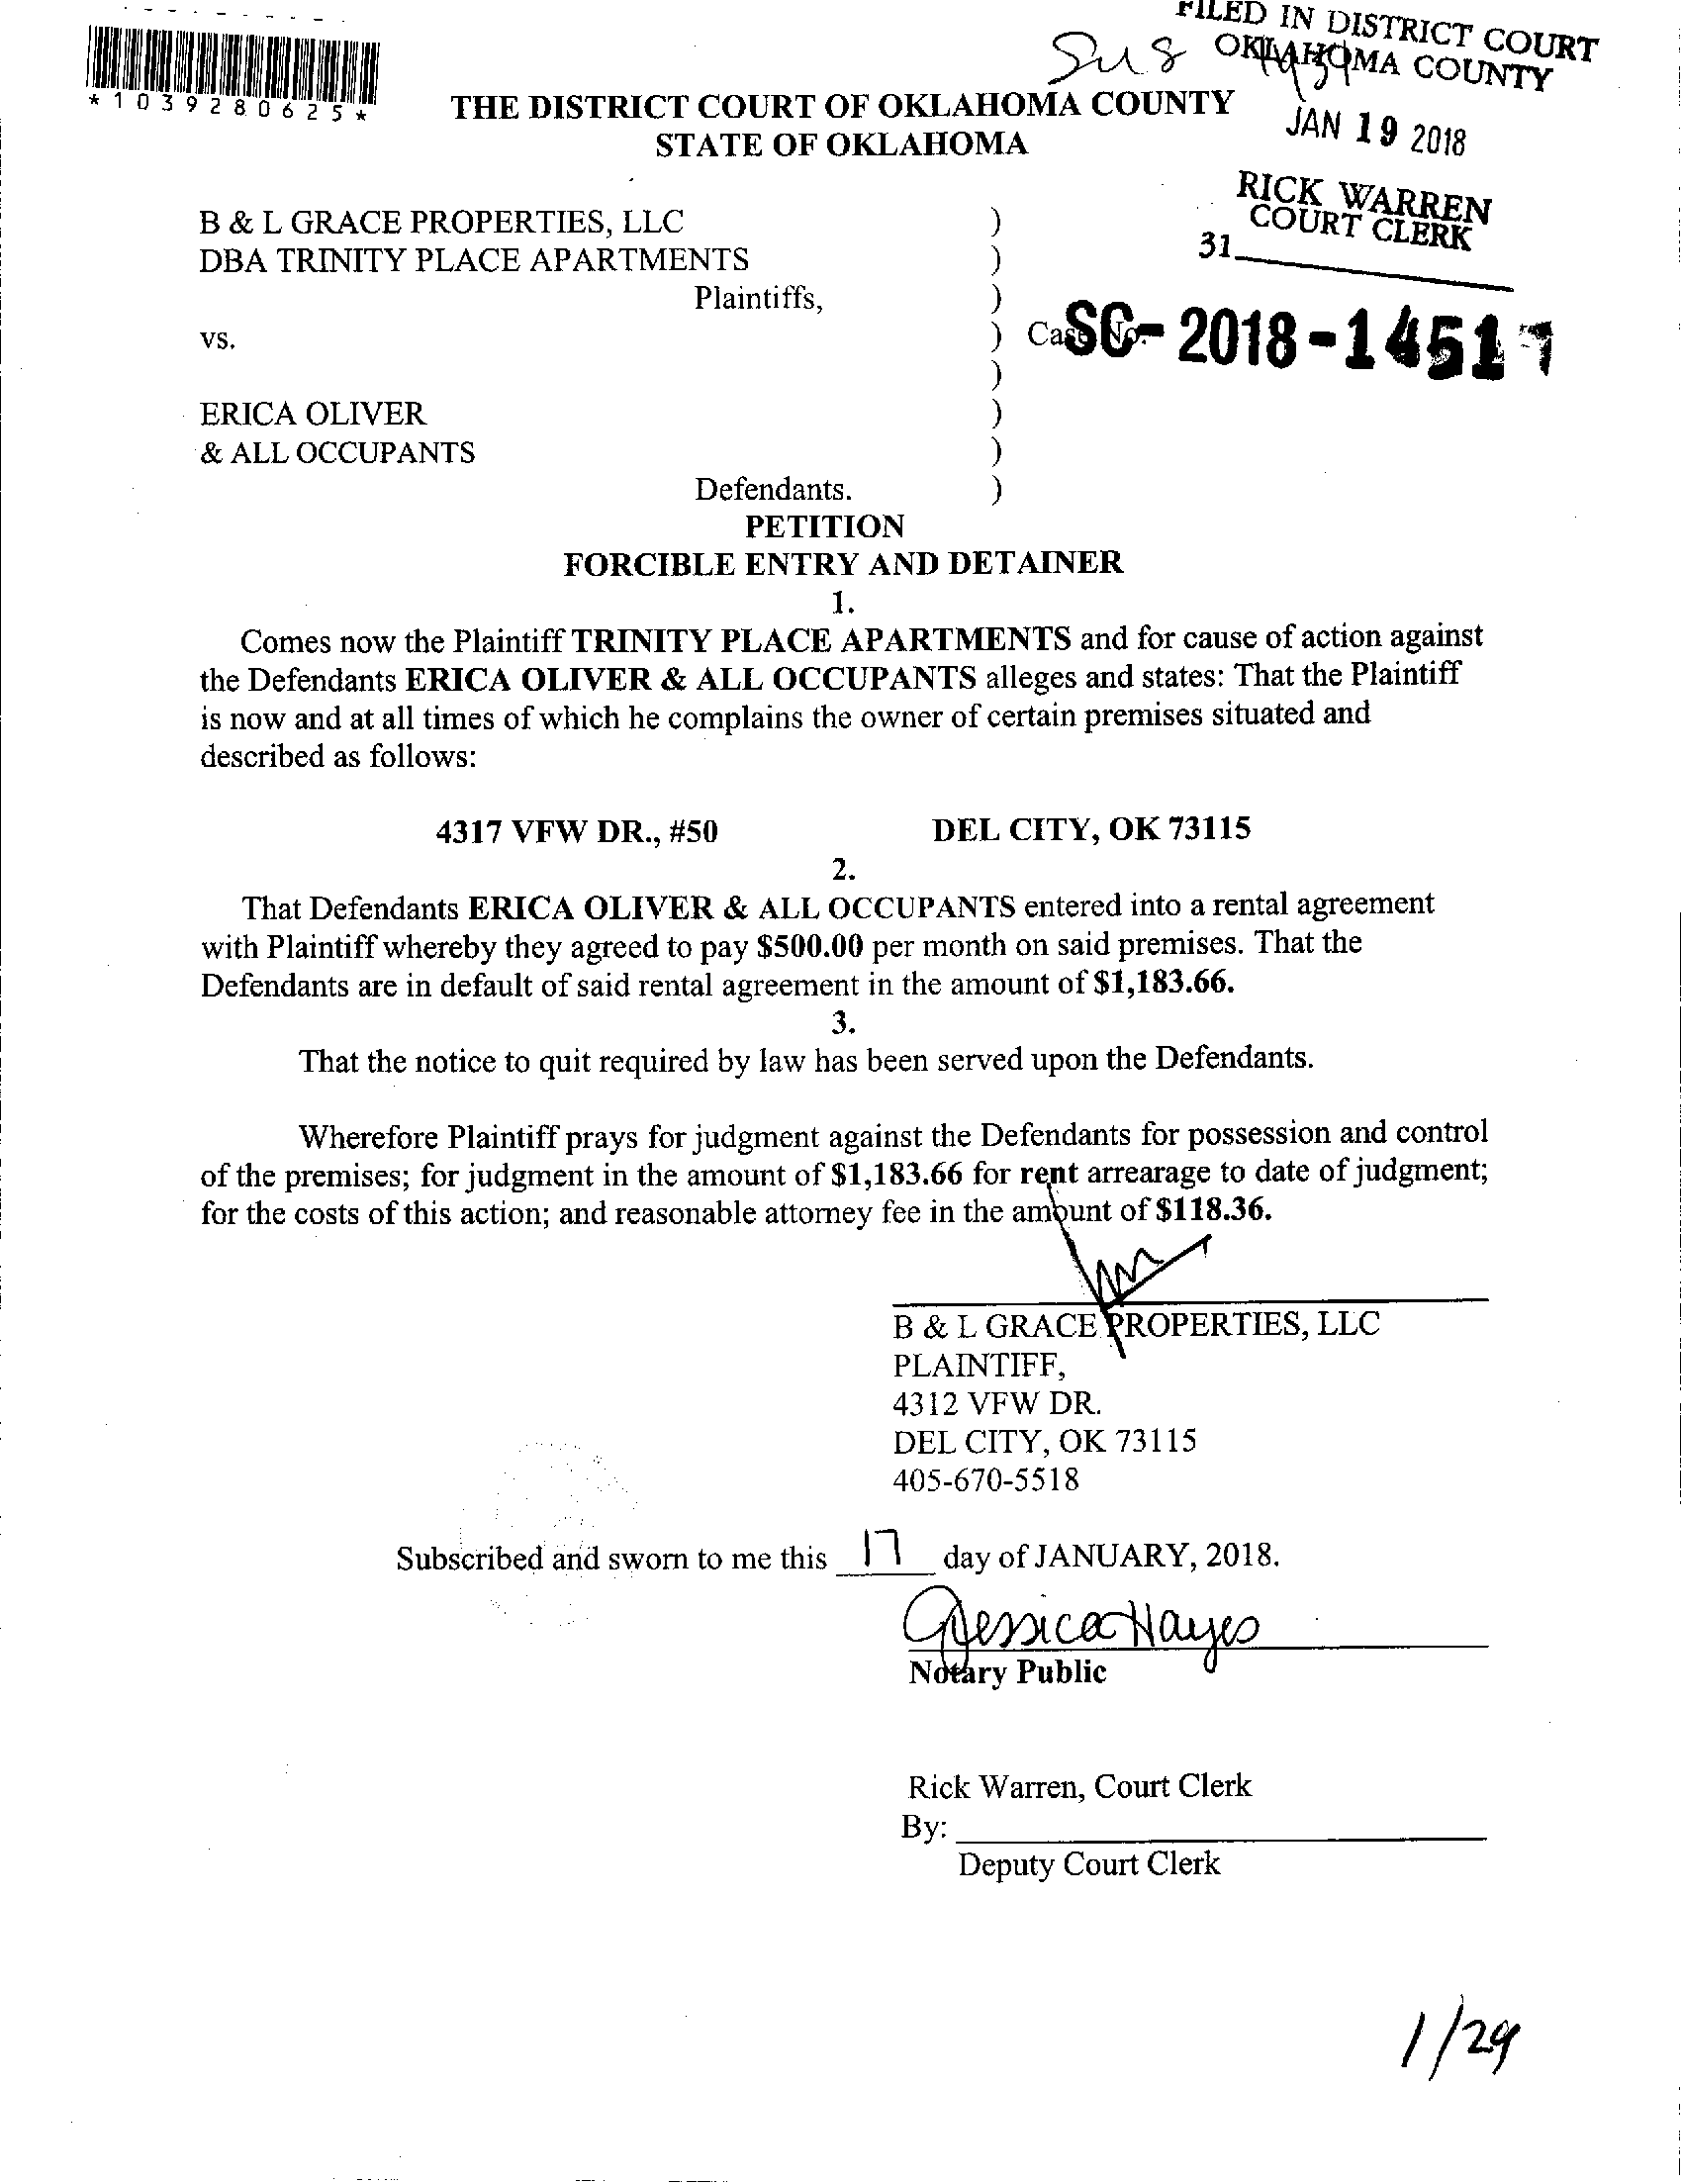 FILED IN DISTRICT COURT
OKLAHOMA COUNTY
*1039280625*
THE DISTRICT COURT OF OKLAHOMA COUNTY
STATE OF OKLAHOMA
JAN 19 2018
RICK WARREN
COURT CLERK
31
B & L GRACE PROPERTIES, LLC )
DBA TRINITY PLACE APARTMENTS )
Plaintiffs, )
vs. ) Case No. SC-2018-1451
)
ERICA OLIVER )
& ALL OCCUPANTS )
Defendants. )
PETITION
FORCIBLE ENTRY AND DETAINER
1.
Comes now the Plaintiff TRINITY PLACE APARTMENTS and for cause of action against
the Defendants ERICA OLIVER & ALL OCCUPANTS alleges and states: That the Plaintiff
is now and at all times of which he complains the owner of certain premises situated and
described as follows:
4317 VFW DR., #50 DEL CITY, OK 73115
2.
That Defendants ERICA OLIVER & ALL OCCUPANTS entered into a rental agreement
with Plaintiff whereby they agreed to pay $500.00 per month on said premises. That the
Defendants are in default of said rental agreement in the amount of $1,183.66.
3.
That the notice to quit required by law has been served upon the Defendants.
Wherefore Plaintiff prays for judgment against the Defendants for possession and control
of the premises; for judgment in the amount of $1,183.66 for rent arrearage to date of judgment;
for the costs of this action; and reasonable attorney fee in the amount of $118.36.
B & L GRACE PROPERTIES, LLC
PLAINTIFF,
4312 VFW DR.
DEL CITY, OK 73115
405-670-5518
Subscribed and sworn to me this 17 day of JANUARY, 2018.
Jessica Hayes
Notary Public
Rick Warren, Court Clerk
By:
Deputy Court Clerk
1/29